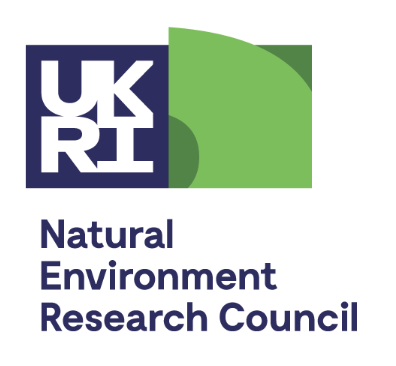 UK
RI
Natural
Environment
Research Council